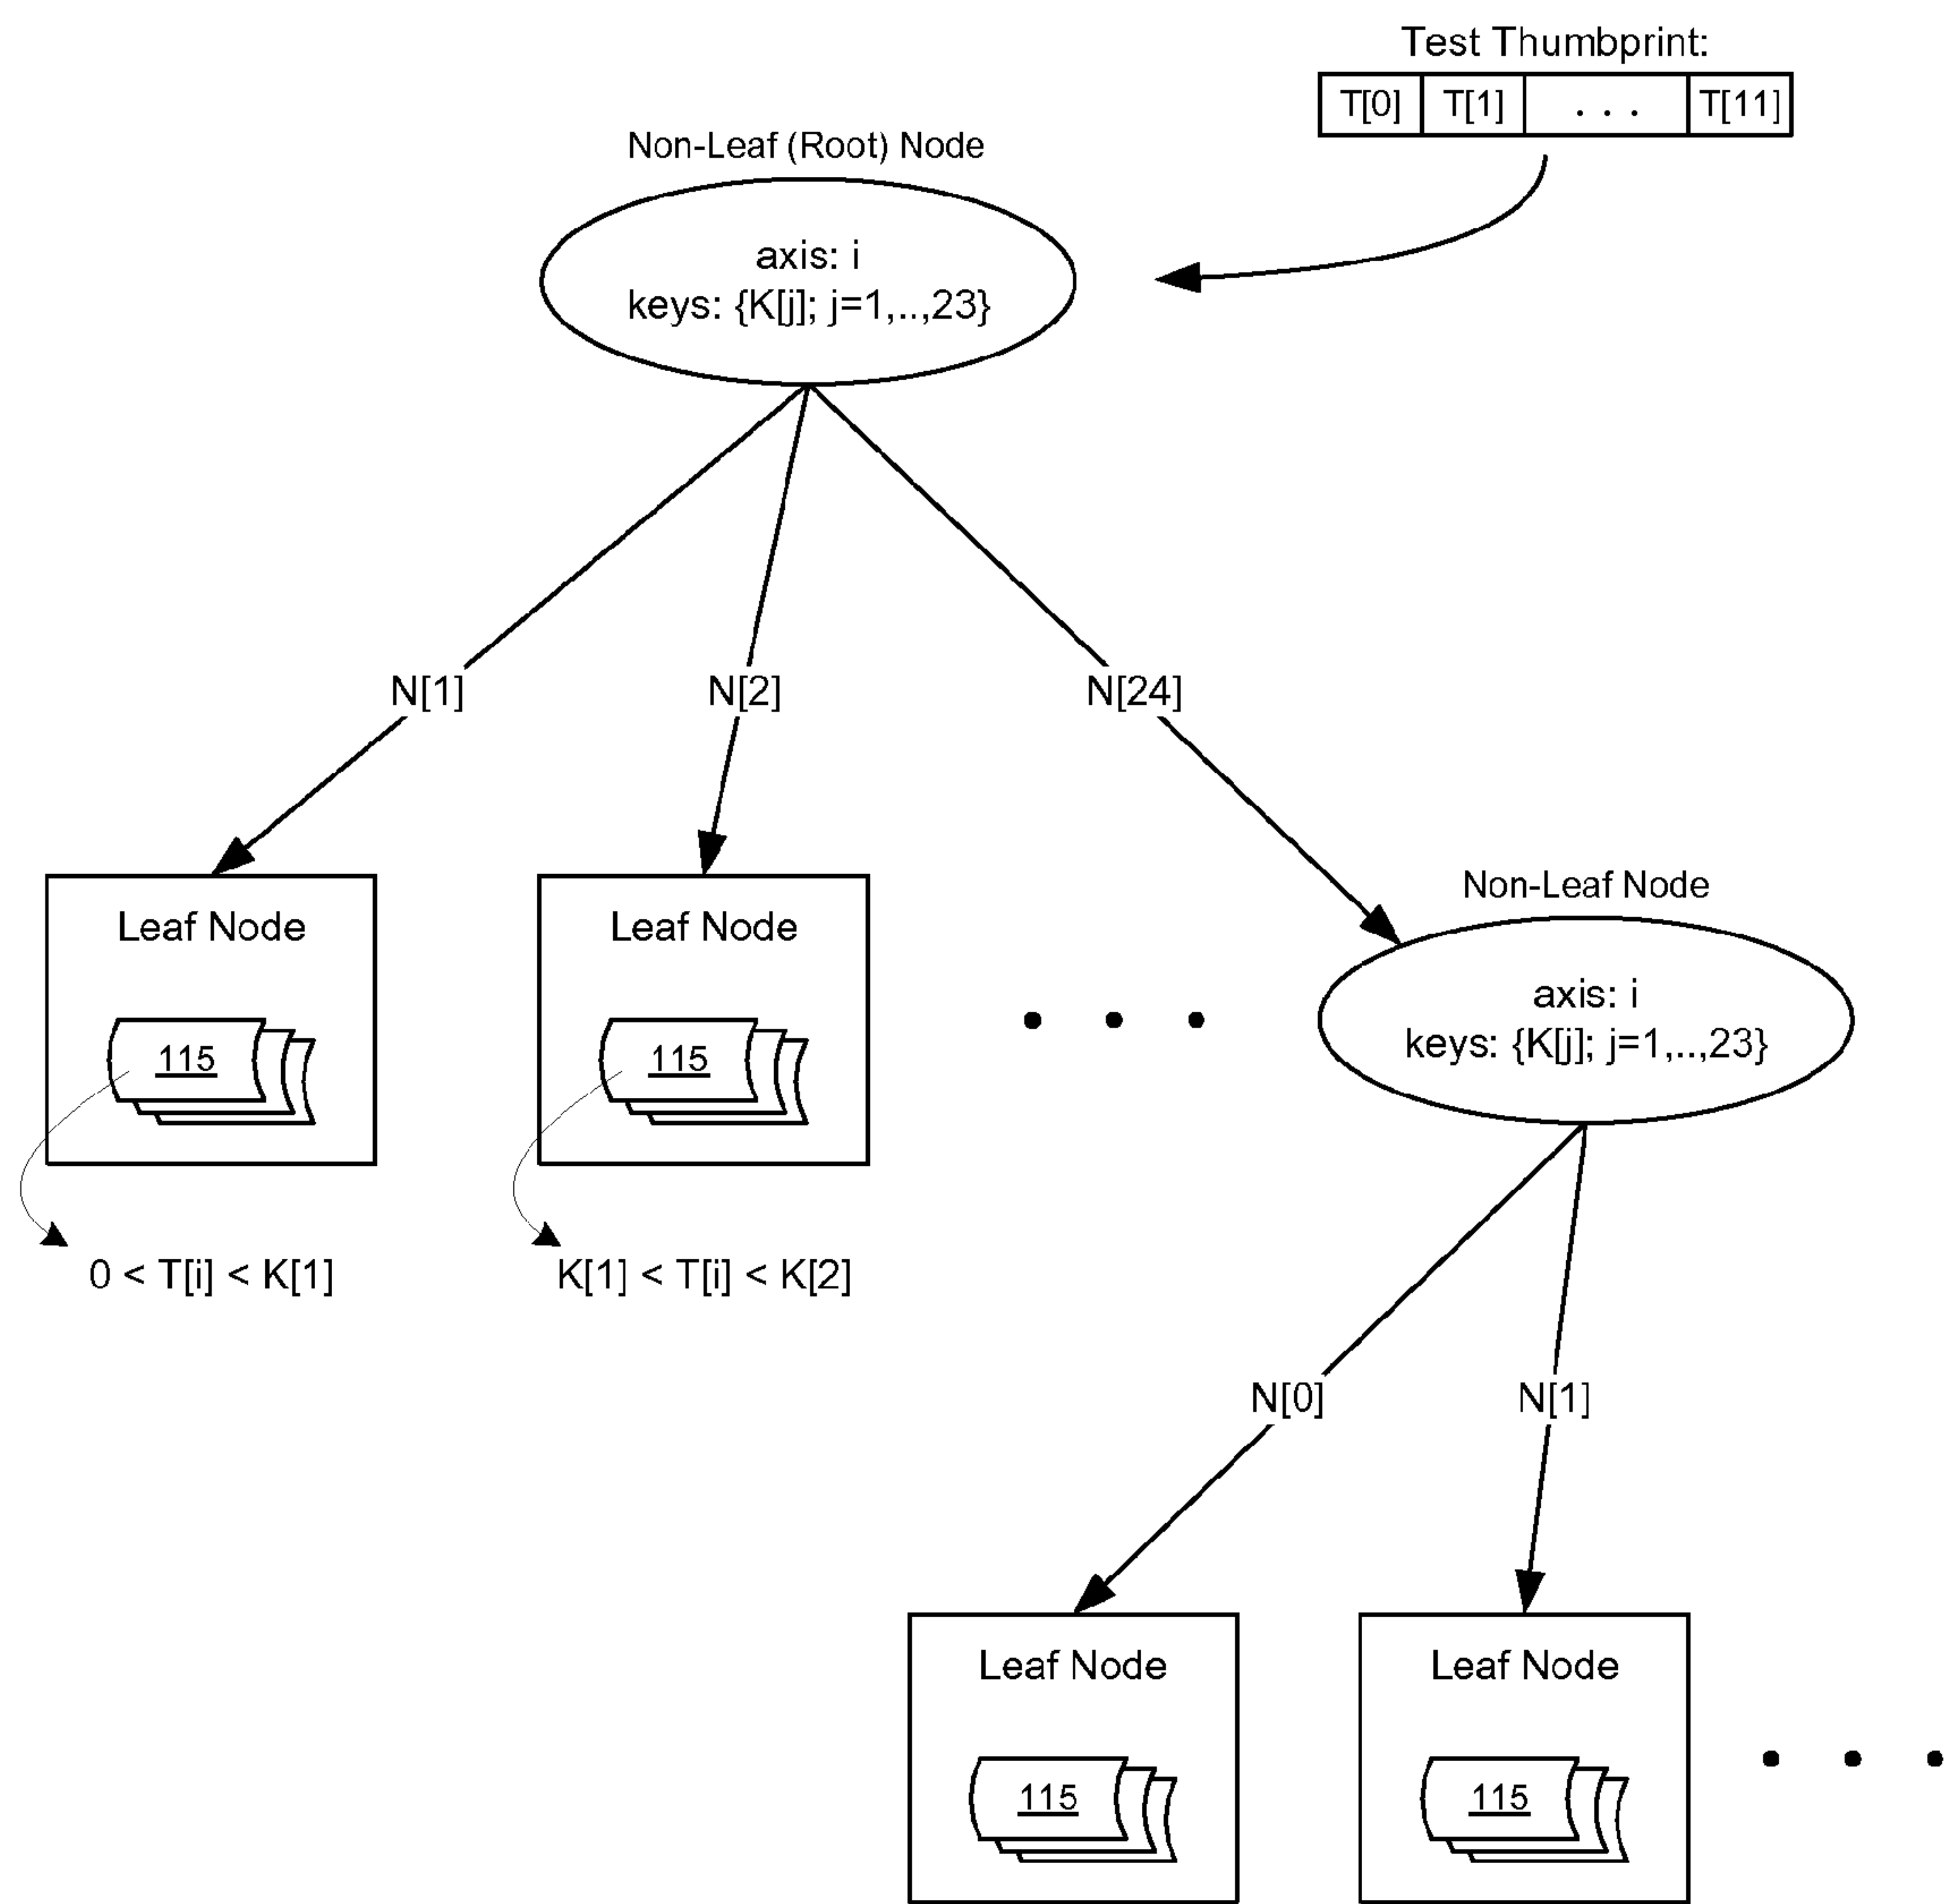 Test Thumbprint:
T[0] T[1] . . . T[11]
Non-Leaf (Root) Node
axis: i
keys: {K[j]; j=1,..,23}
N[1] N[2] N[24]
Leaf Node
115
0 < T[i] < K[1]
Leaf Node
115
K[1] < T[i] < K[2]
Non-Leaf Node
axis: i
keys: {K[j]; j=1,..,23}
N[0] N[1]
Leaf Node
115
Leaf Node
115